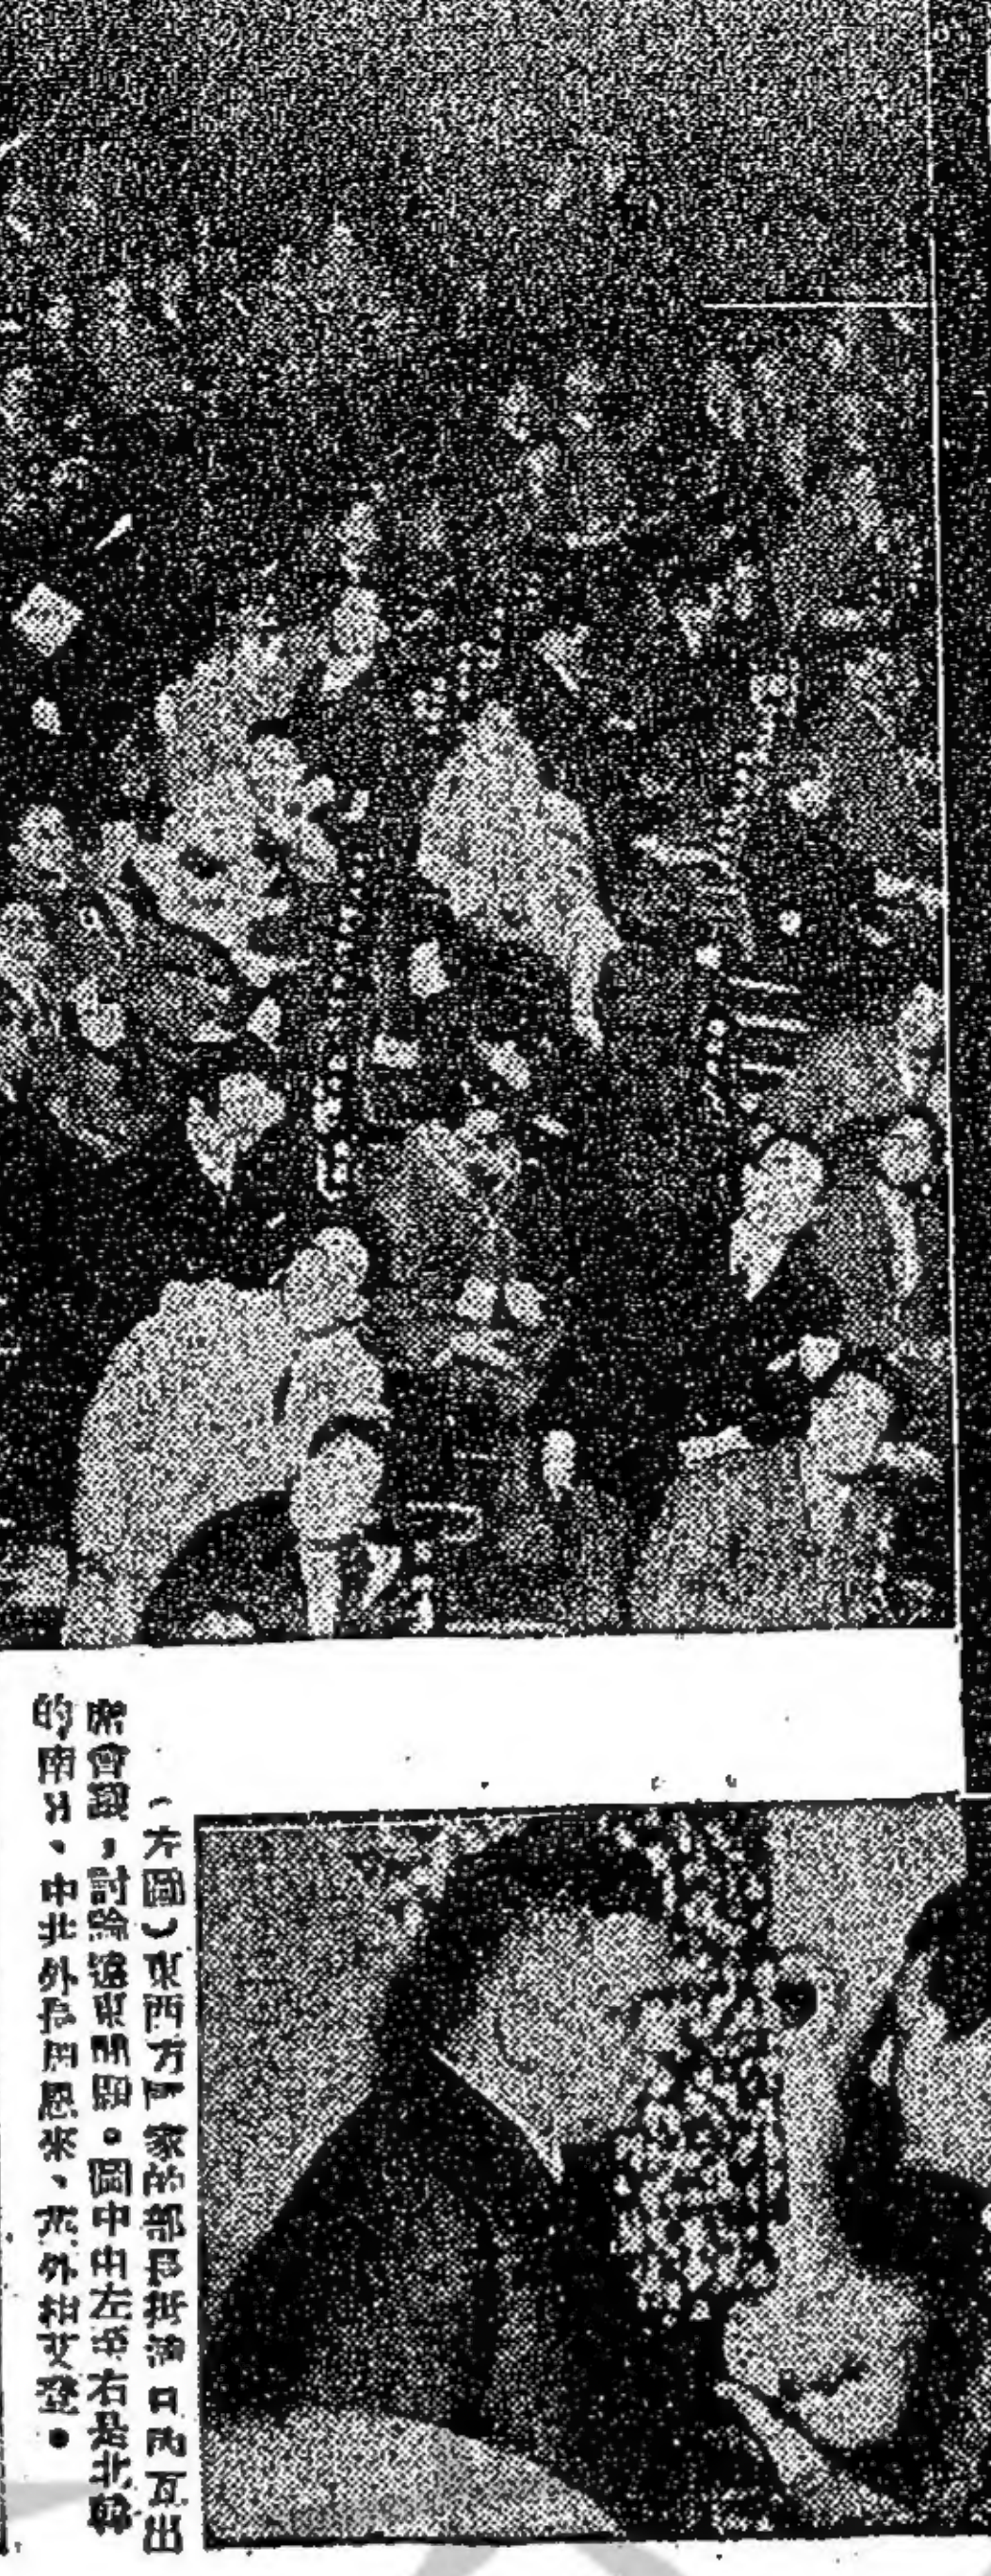 （左圖）東西方國家的部長抵達日內瓦出
席會議，討論遠東問題。圖中由左至右是北韓
的南日、中共外長周恩來、英外相艾登。